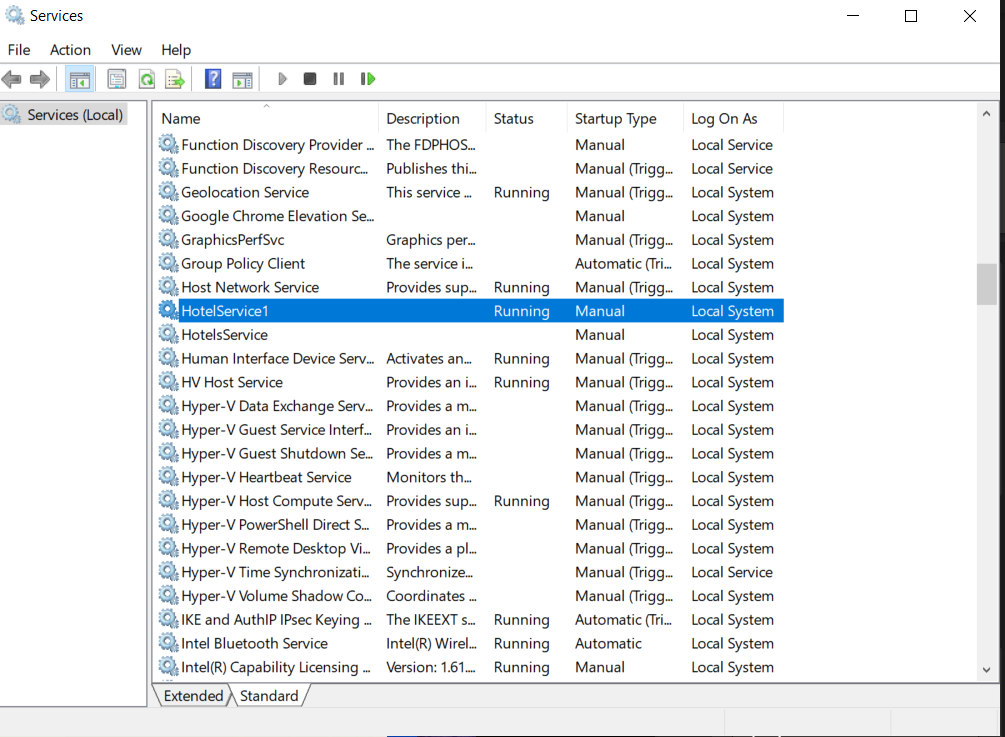 Services
File Action View Help
Services (Local)
Name Description Status Startup Type Log On As
Function Discovery Provider ... The FDPHOS... Manual Local Service
Function Discovery Resourc... Publishes thi... Manual (Trigg... Local Service
Geolocation Service This service ... Running Manual (Trigg... Local System
Google Chrome Elevation Se... Manual Local System
GraphicsPerfSvc Graphics per... Manual (Trigg... Local System
Group Policy Client The service i... Automatic (Tri... Local System
Host Network Service Provides sup... Running Manual (Trigg... Local System
HotelService1 Running Manual Local System
HotelsService Manual Local System
Human Interface Device Serv... Activates an... Running Manual (Trigg... Local System
HV Host Service Provides an i... Running Manual (Trigg... Local System
Hyper-V Data Exchange Serv... Provides a m... Manual (Trigg... Local System
Hyper-V Guest Service Interf... Provides an i... Manual (Trigg... Local System
Hyper-V Guest Shutdown Se... Provides a m... Manual (Trigg... Local System
Hyper-V Heartbeat Service Monitors th... Manual (Trigg... Local System
Hyper-V Host Compute Serv... Provides sup... Running Manual (Trigg... Local System
Hyper-V PowerShell Direct S... Provides a m... Manual (Trigg... Local System
Hyper-V Remote Desktop Vi... Provides a pl... Manual (Trigg... Local System
Hyper-V Time Synchronizati... Synchronize... Manual (Trigg... Local Service
Hyper-V Volume Shadow Co... Coordinates ... Manual (Trigg... Local System
IKE and AuthIP IPsec Keying ... The IKEEXT s... Running Automatic (Tri... Local System
Intel Bluetooth Service Intel(R) Wirel... Running Automatic Local System
Intel(R) Capability Licensing ... Version: 1.61.... Running Manual Local System
Extended Standard